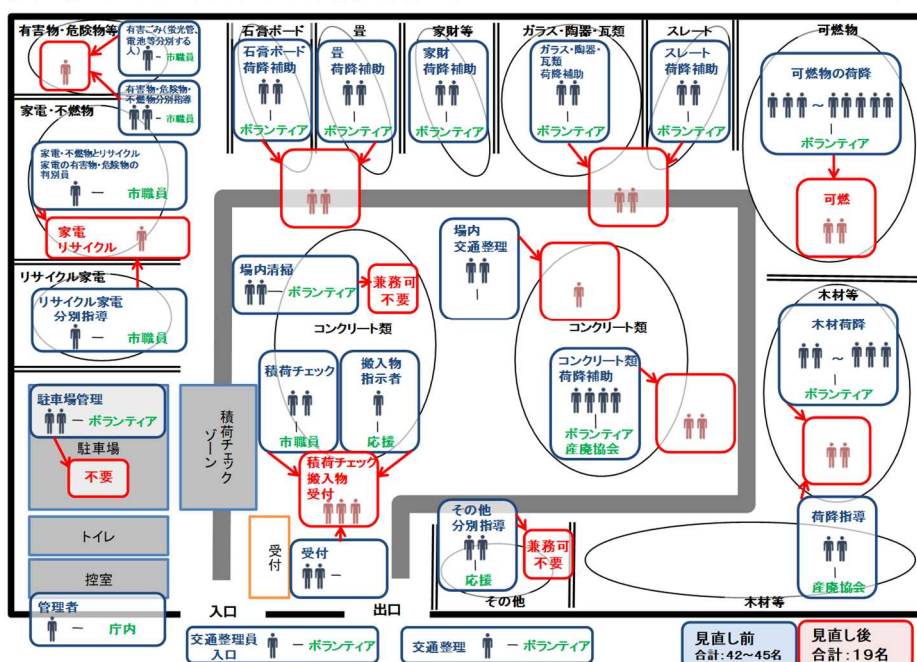 有害物・危険物等
有害ごみ(蛍光管、
電池等分別する
人)
市職員
有害物・危険物・
不燃物分別指導
市職員
石膏ボード
石膏ボード
荷降補助
ボランティア
畳
畳
荷降補助
ボランティア
家財等
家財
荷降補助
ボランティア
ガラス・陶器・瓦類
ガラス・陶器・
瓦類
荷降補助
ボランティア
スレート
スレート
荷降補助
ボランティア
可燃物
可燃物の荷降
～
ボランティア
可燃
家電・不燃物
家電・不燃物とリサイクル
家電の有害物・危険物の
判別員
市職員
家電
リサイクル
リサイクル家電
リサイクル家電
分別指導
市職員
場内清掃
ボランティア
兼務可
不要
コンクリート類
積荷チェック
市職員
搬入物
指示者
応援
積荷チェック
搬入物
受付
場内
交通整理
コンクリート類
コンクリート類
荷降補助
ボランティア
産廃協会
木材等
木材荷降
～
ボランティア
荷降指導
産廃協会
木材等
駐車場管理
ボランティア
駐車場
不要
積荷チェック
ゾーン
トイレ
控室
管理者
庁内
受付
受付
入口
出口
その他
分別指導
応援
兼務可
不要
その他
交通整理員
入口
ボランティア
交通整理
ボランティア
見直し前
合計:42～45名
見直し後
合計:19名